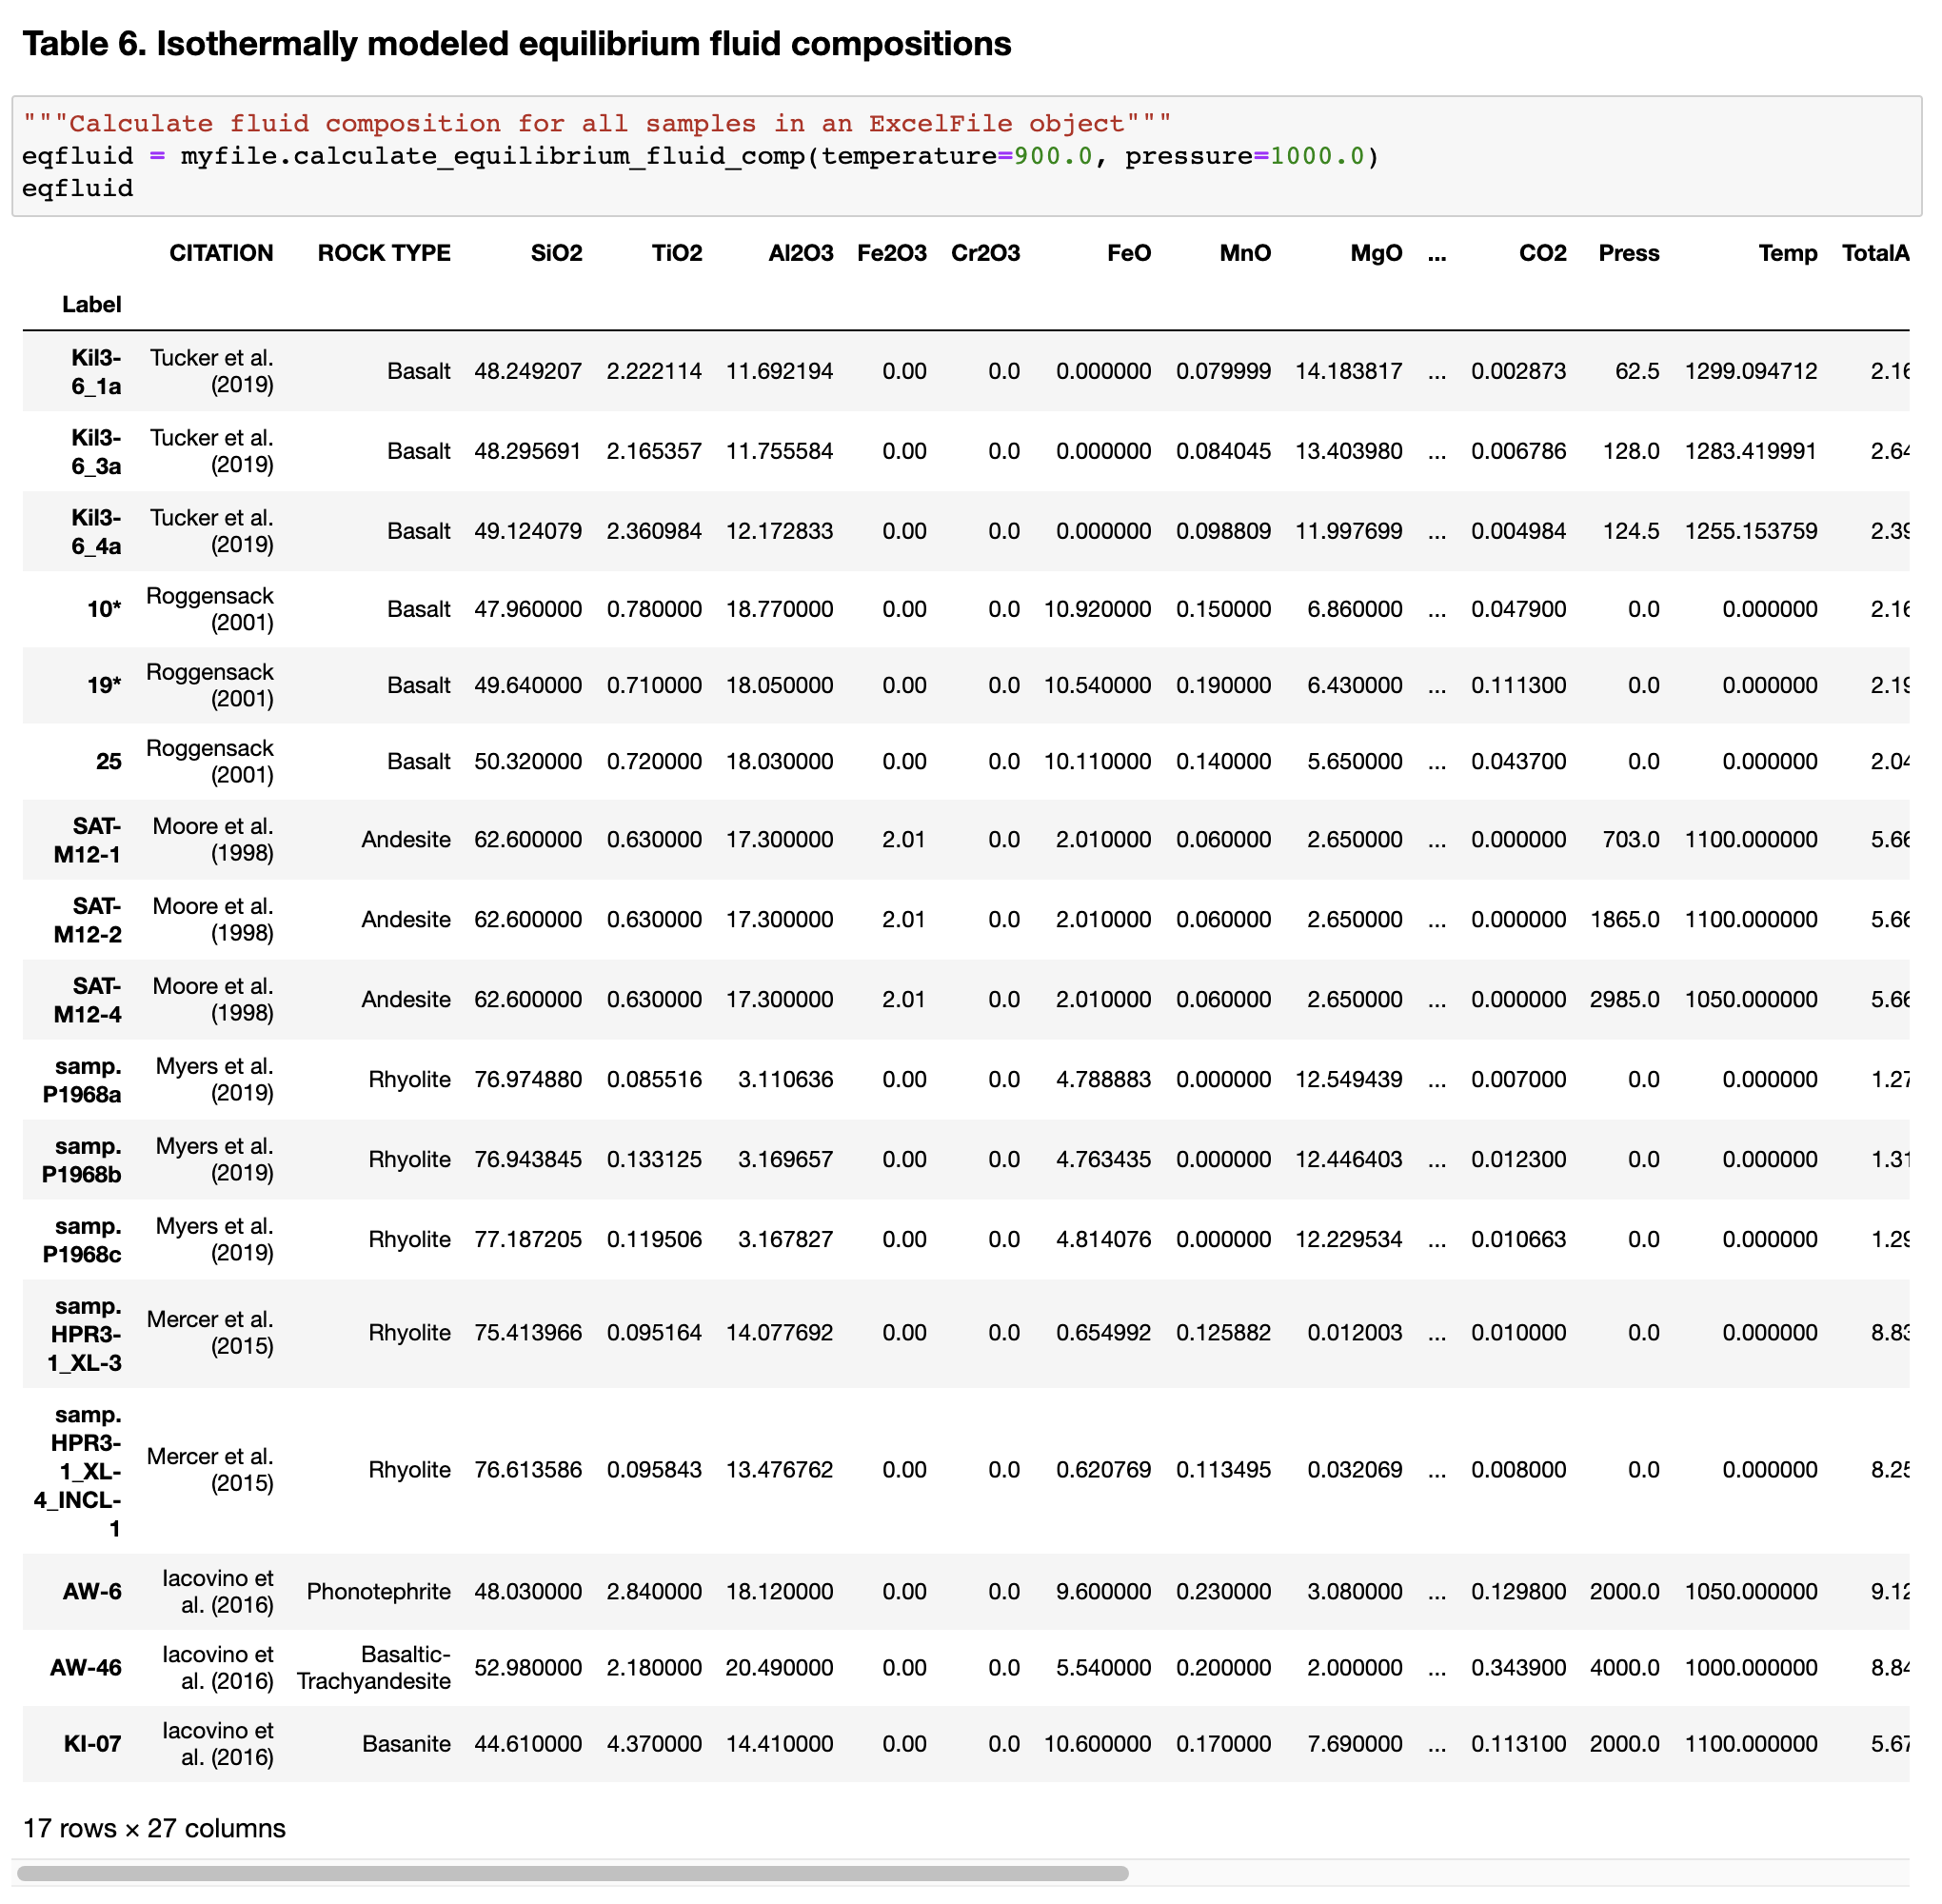 Table 6. Isothermally modeled equilibrium fluid compositions
"""Calculate fluid composition for all samples in an ExcelFile object"""
eqfluid = myfile.calculate_equilibrium_fluid_comp(temperature=900.0, pressure=1000.0)
eqfluid
CITATION ROCK TYPE SiO2 TiO2 Al2O3 Fe2O3 Cr2O3 FeO MnO MgO ... CO2 Press Temp TotalA
Label
Kil3-6_1a Tucker et al. (2019) Basalt 48.249207 2.222114 11.692194 0.00 0.0 0.000000 0.079999 14.183817 ... 0.002873 62.5 1299.094712 2.16
Kil3-6_3a Tucker et al. (2019) Basalt 48.295691 2.165357 11.755584 0.00 0.0 0.000000 0.084045 13.403980 ... 0.006786 128.0 1283.419991 2.64
Kil3-6_4a Tucker et al. (2019) Basalt 49.124079 2.360984 12.172833 0.00 0.0 0.000000 0.098809 11.997699 ... 0.004984 124.5 1255.153759 2.39
10* Roggensack (2001) Basalt 47.960000 0.780000 18.770000 0.00 0.0 10.920000 0.150000 6.860000 ... 0.047900 0.0 0.000000 2.16
19* Roggensack (2001) Basalt 49.640000 0.710000 18.050000 0.00 0.0 10.540000 0.190000 6.430000 ... 0.111300 0.0 0.000000 2.19
25 Roggensack (2001) Basalt 50.320000 0.720000 18.030000 0.00 0.0 10.110000 0.140000 5.650000 ... 0.043700 0.0 0.000000 2.04
SAT-M12-1 Moore et al. (1998) Andesite 62.600000 0.630000 17.300000 2.01 0.0 2.010000 0.060000 2.650000 ... 0.000000 703.0 1100.000000 5.66
SAT-M12-2 Moore et al. (1998) Andesite 62.600000 0.630000 17.300000 2.01 0.0 2.010000 0.060000 2.650000 ... 0.000000 1865.0 1100.000000 5.66
SAT-M12-4 Moore et al. (1998) Andesite 62.600000 0.630000 17.300000 2.01 0.0 2.010000 0.060000 2.650000 ... 0.000000 2985.0 1050.000000 5.66
samp. P1968a Myers et al. (2019) Rhyolite 76.974880 0.085516 3.110636 0.00 0.0 4.788883 0.000000 12.549439 ... 0.007000 0.0 0.000000 1.27
samp. P1968b Myers et al. (2019) Rhyolite 76.943845 0.133125 3.169657 0.00 0.0 4.763435 0.000000 12.446403 ... 0.012300 0.0 0.000000 1.31
samp. P1968c Myers et al. (2019) Rhyolite 77.187205 0.119506 3.167827 0.00 0.0 4.814076 0.000000 12.229534 ... 0.010663 0.0 0.000000 1.29
samp. HPR3-1_XL-3 Mercer et al. (2015) Rhyolite 75.413966 0.095164 14.077692 0.00 0.0 0.654992 0.125882 0.012003 ... 0.010000 0.0 0.000000 8.83
samp. HPR3-1_XL-4_INCL-1 Mercer et al. (2015) Rhyolite 76.613586 0.095843 13.476762 0.00 0.0 0.620769 0.113495 0.032069 ... 0.008000 0.0 0.000000 8.25
AW-6 Iacovino et al. (2016) Phonotephrite 48.030000 2.840000 18.120000 0.00 0.0 9.600000 0.230000 3.080000 ... 0.129800 2000.0 1050.000000 9.12
AW-46 Iacovino et al. (2016) Basaltic-Trachyandesite 52.980000 2.180000 20.490000 0.00 0.0 5.540000 0.200000 2.000000 ... 0.343900 4000.0 1000.000000 8.84
KI-07 Iacovino et al. (2016) Basanite 44.610000 4.370000 14.410000 0.00 0.0 10.600000 0.170000 7.690000 ... 0.113100 2000.0 1100.000000 5.67
17 rows × 27 columns